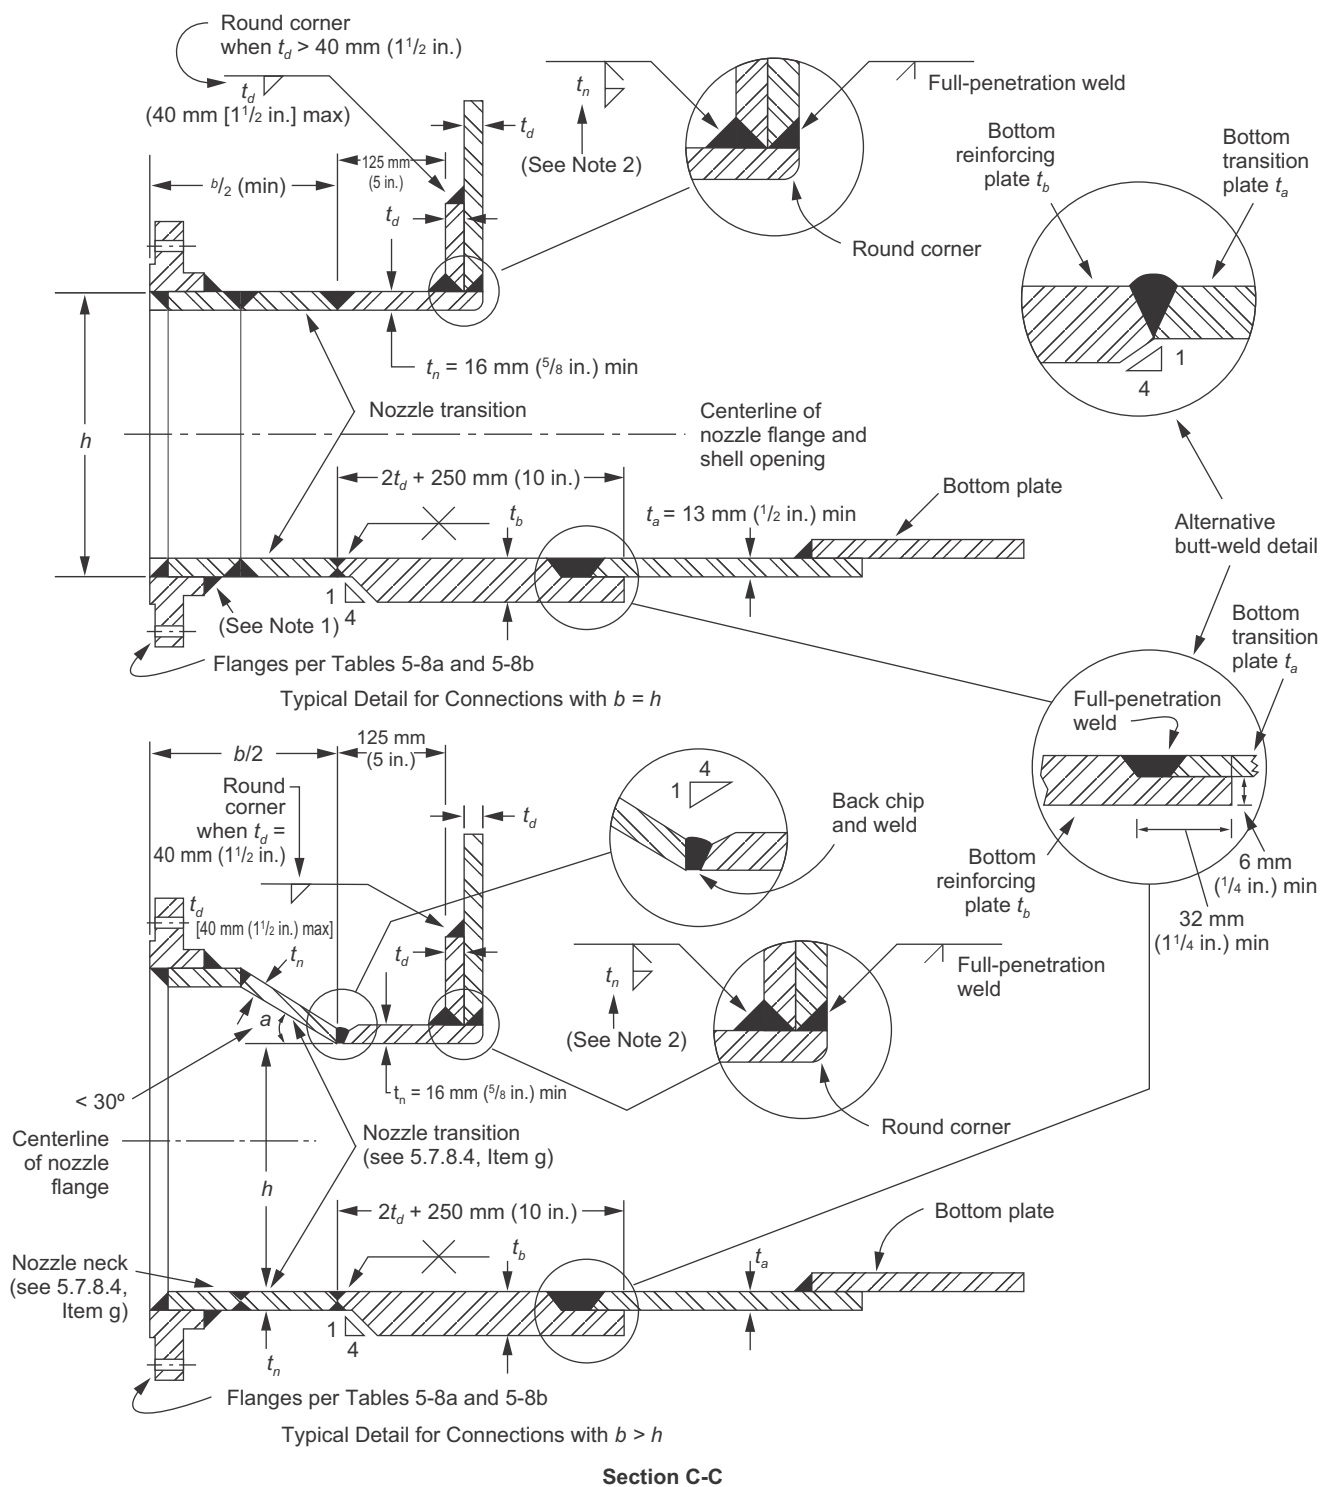 Round corner
when t_d > 40 mm (1 1/2 in.)
t_d
(40 mm [1 1/2 in.] max)
t_d
t_n
(See Note 2)
Full-penetration weld
Round corner
125 mm
(5 in.)
b/2 (min)
t_d
Bottom
reinforcing
plate t_b
Bottom
transition
plate t_a
1
4
h
t_n = 16 mm (5/8 in.) min
Nozzle transition
Centerline of
nozzle flange and
shell opening
2t_d + 250 mm (10 in.)
Bottom plate
t_b
t_a = 13 mm (1/2 in.) min
Alternative
butt-weld detail
1
4
(See Note 1)
Flanges per Tables 5-8a and 5-8b
Typical Detail for Connections with b = h
Bottom
transition
plate t_a
Full-penetration
weld
Bottom
reinforcing
plate t_b
6 mm
(1/4 in.) min
32 mm
(1 1/4 in.) min
b/2
125 mm
(5 in.)
Round
corner
when t_d =
40 mm (1 1/2 in.)
t_d
4
1
Back chip
and weld
t_d
[40 mm (1 1/2 in.) max]
t_n
t_d
t_n
(See Note 2)
Full-penetration
weld
Round corner
a
t_n = 16 mm (5/8 in.) min
< 30º
Centerline
of nozzle
flange
Nozzle transition
(see 5.7.8.4, Item g)
h
2t_d + 250 mm (10 in.)
Bottom plate
t_b
t_a
Nozzle neck
(see 5.7.8.4,
Item g)
1
4
t_n
Flanges per Tables 5-8a and 5-8b
Typical Detail for Connections with b > h
Section C-C